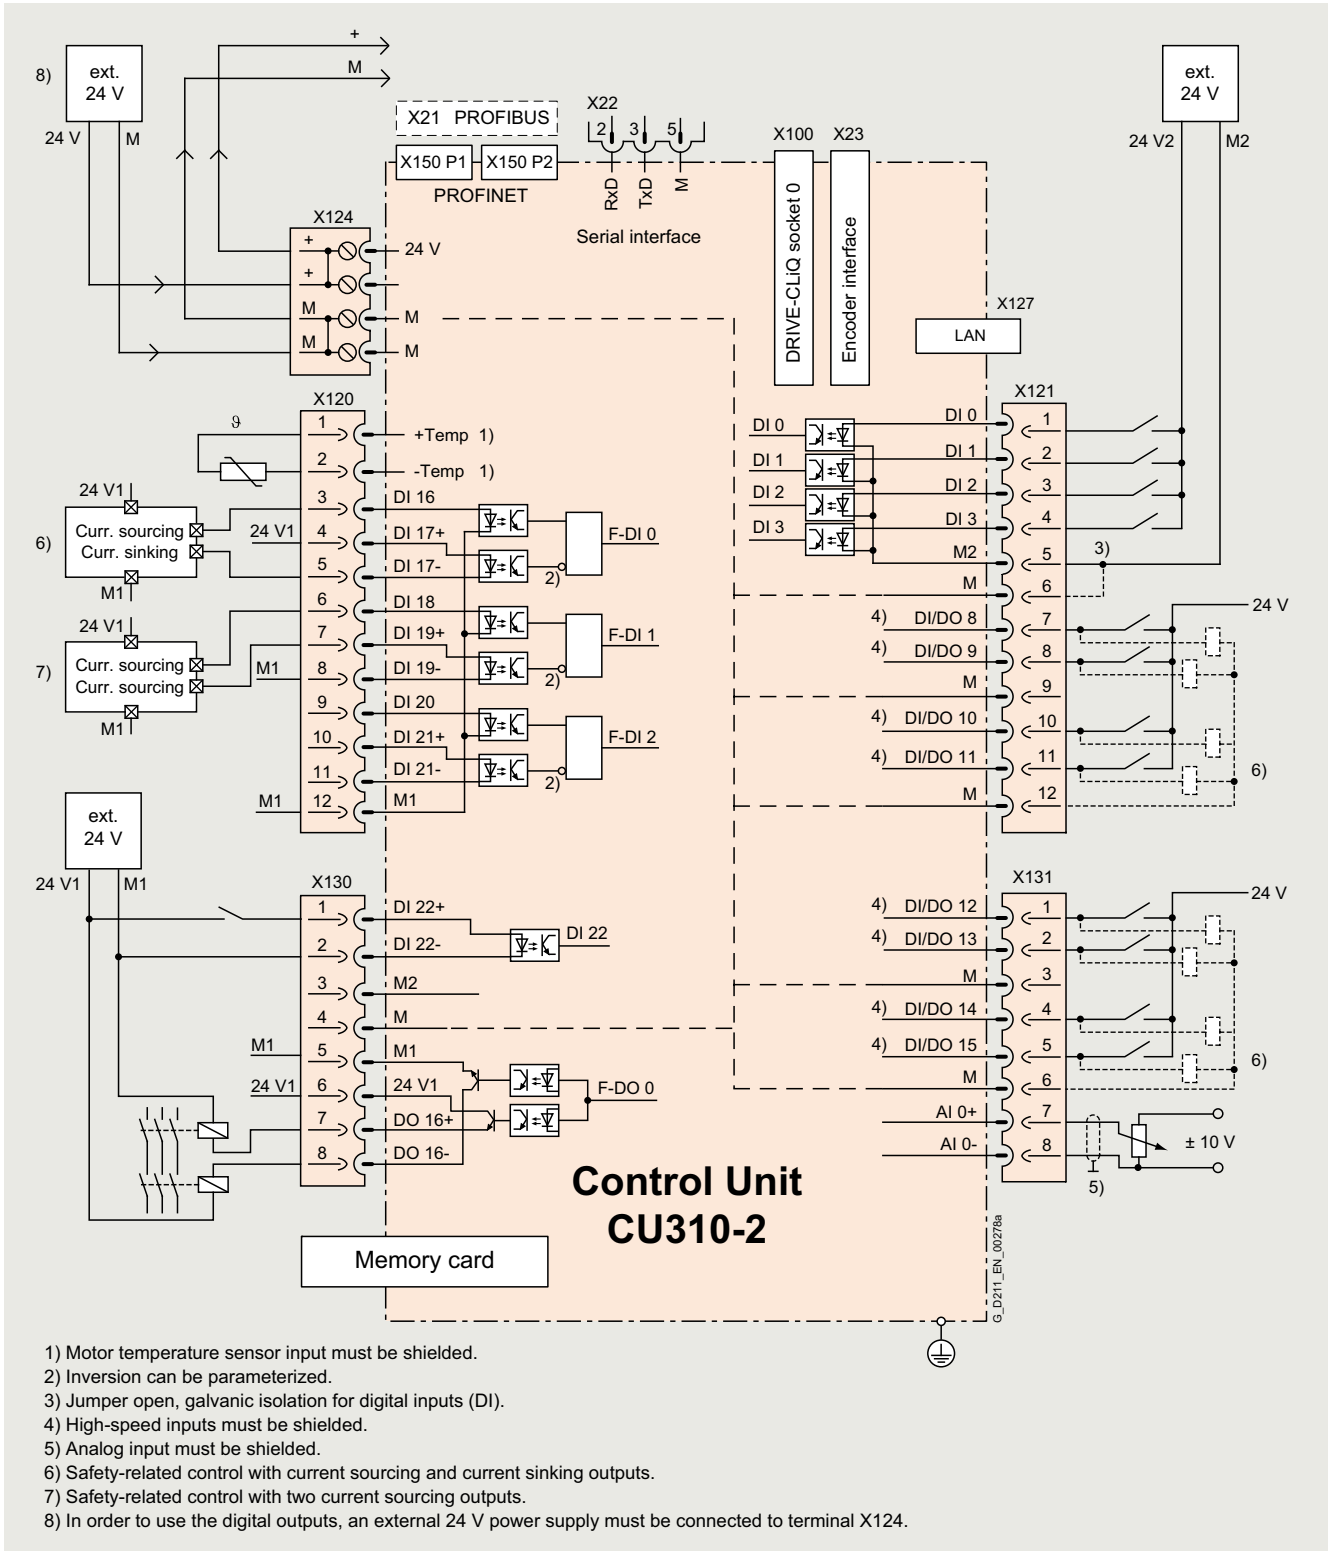 +
M
8)
ext.
24 V
24 V
M
X21 PROFIBUS
X150 P1
X150 P2
PROFINET
X22
2
3
5
RxD
TxD
M
Serial interface
X100
X23
DRIVE-CLiQ socket 0
Encoder interface
ext.
24 V
24 V2
M2
X127
LAN
X124
+
24 V
+
M
M
M
M
X120
ϑ
1
+Temp 1)
2
-Temp 1)
3
DI 16
4
DI 17+
5
DI 17-
6
DI 18
7
DI 19+
8
DI 19-
9
DI 20
10
DI 21+
11
DI 21-
12
M1
24 V1
6)
Curr. sourcing
Curr. sinking
M1
24 V1
24 V1
7)
Curr. sourcing
Curr. sourcing
M1
M1
M1
F-DI 0
2)
F-DI 1
2)
F-DI 2
2)
X121
DI 0
DI 0
1
DI 1
DI 1
2
DI 2
DI 2
3
DI 3
DI 3
4
M2
5
3)
M
6
24 V
4) DI/DO 8
7
4) DI/DO 9
8
M
9
4) DI/DO 10
10
4) DI/DO 11
11
6)
M
12
ext.
24 V
24 V1
M1
X130
1
DI 22+
2
DI 22-
DI 22
3
M2
4
M
M1
5
M1
24 V1
6
24 V1
7
DO 16+
8
DO 16-
F-DO 0
X131
24 V
4) DI/DO 12
1
4) DI/DO 13
2
M
3
4) DI/DO 14
4
4) DI/DO 15
5
6)
M
6
AI 0+
7
AI 0-
8
± 10 V
5)
Control Unit
CU310-2
Memory card
G_D211_EN_00278a
1) Motor temperature sensor input must be shielded.
2) Inversion can be parameterized.
3) Jumper open, galvanic isolation for digital inputs (DI).
4) High-speed inputs must be shielded.
5) Analog input must be shielded.
6) Safety-related control with current sourcing and current sinking outputs.
7) Safety-related control with two current sourcing outputs.
8) In order to use the digital outputs, an external 24 V power supply must be connected to terminal X124.